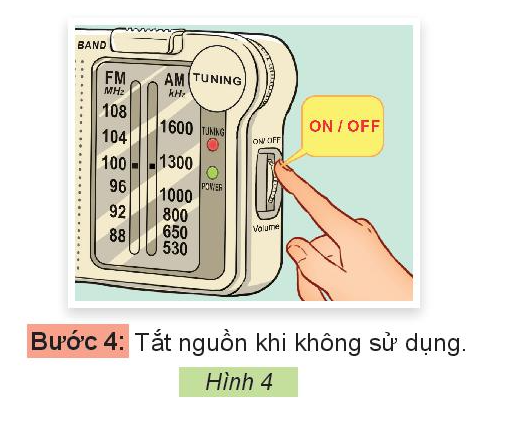 BAND
FM
MHz
108
104
100
96
92
88
AM
kHz
1600
1300
1000
800
650
530
TUNING
TUNING
POWER
ON/ OFF
Volume
ON / OFF
Bước 4: Tắt nguồn khi không sử dụng.
Hình 4